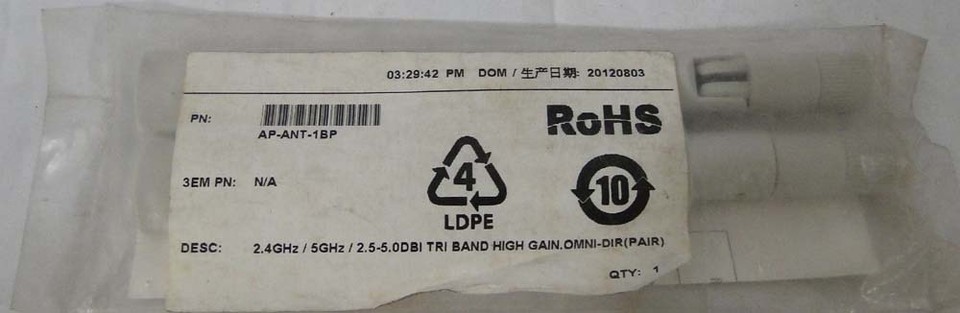 03:29:42 PM DOM / 生产日期: 20120803
PN:
AP-ANT-1BP
RoHS
3EM PN: N/A
4
LDPE
10
DESC: 2.4GHz / 5GHz / 2.5-5.0DBI TRI BAND HIGH GAIN.OMNI-DIR(PAIR)
QTY: 1